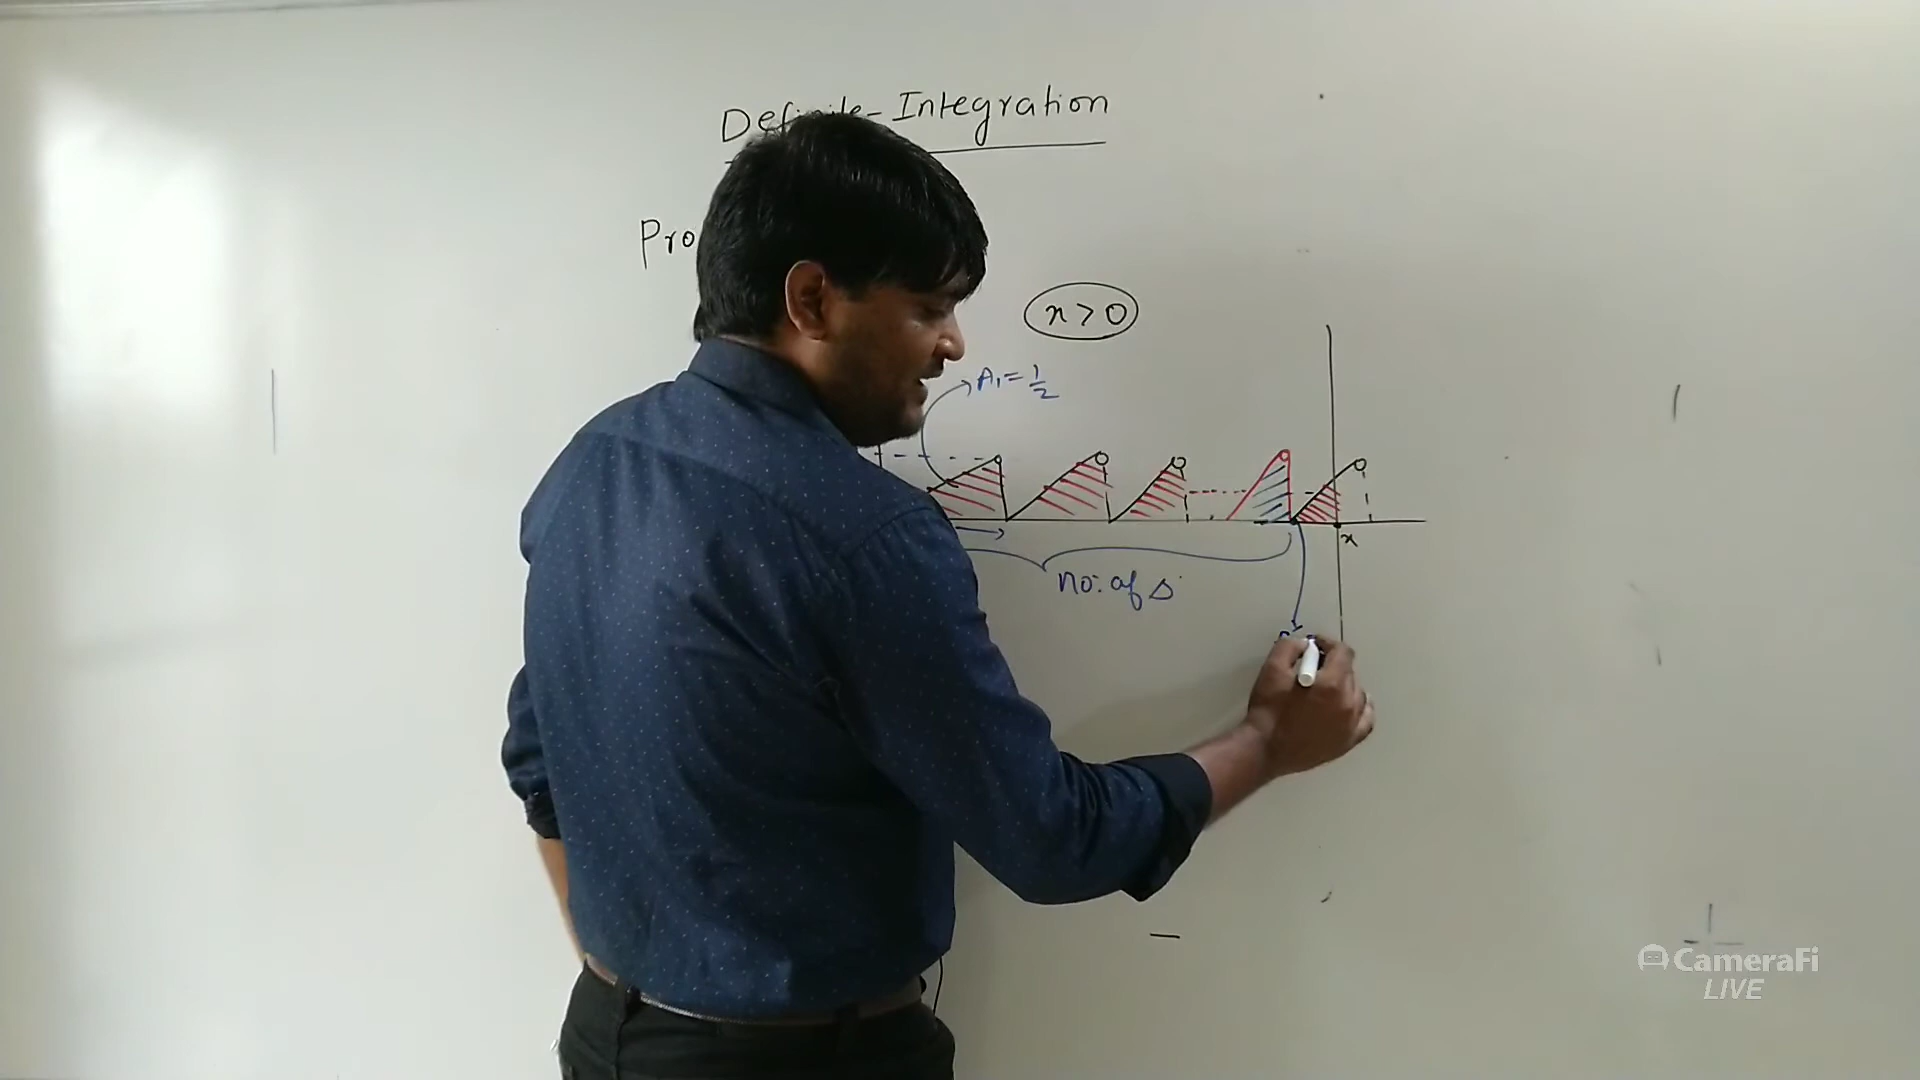 Definite-Integration
Pro
x > 0
A₁ = 1/2
x
no. of Δ
CameraFi
LIVE